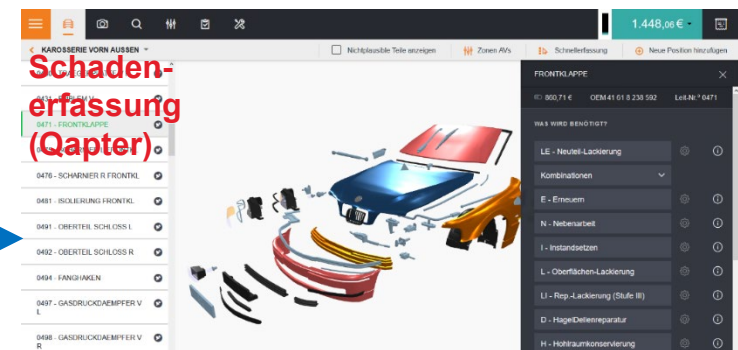 1.448,06 €
KAROSSERIE VORN AUSSEN
Nichtplausible Teile anzeigen
Zonen AVs
Schnellerfassung
Neue Position hinzufügen
Schaden-
erfassung
(Qapter)
0471 - FRONTKLAPPE
0476 - SCHARNIER R FRONTKL
0481 - ISOLIERUNG FRONTKL
0491 - OBERTEIL SCHLOSS L
0492 - OBERTEIL SCHLOSS R
0494 - FANGHAKEN
0497 - GASDRUCKDAEMPFER V
L
0498 - GASDRUCKDAEMPFER V
R
FRONTKLAPPE
860,71 € OEM 41 61 8 238 592 Leit-Nr.° 0471
WAS WIRD BENÖTIGT?
LE - Neuteil-Lackierung
Kombinationen
E - Erneuern
N - Nebenarbeit
I - Instandsetzen
L - Oberflächen-Lackierung
LI - Rep.-Lackierung (Stufe III)
D - Hagel/Dellenreparatur
H - Hohlraumkonservierung